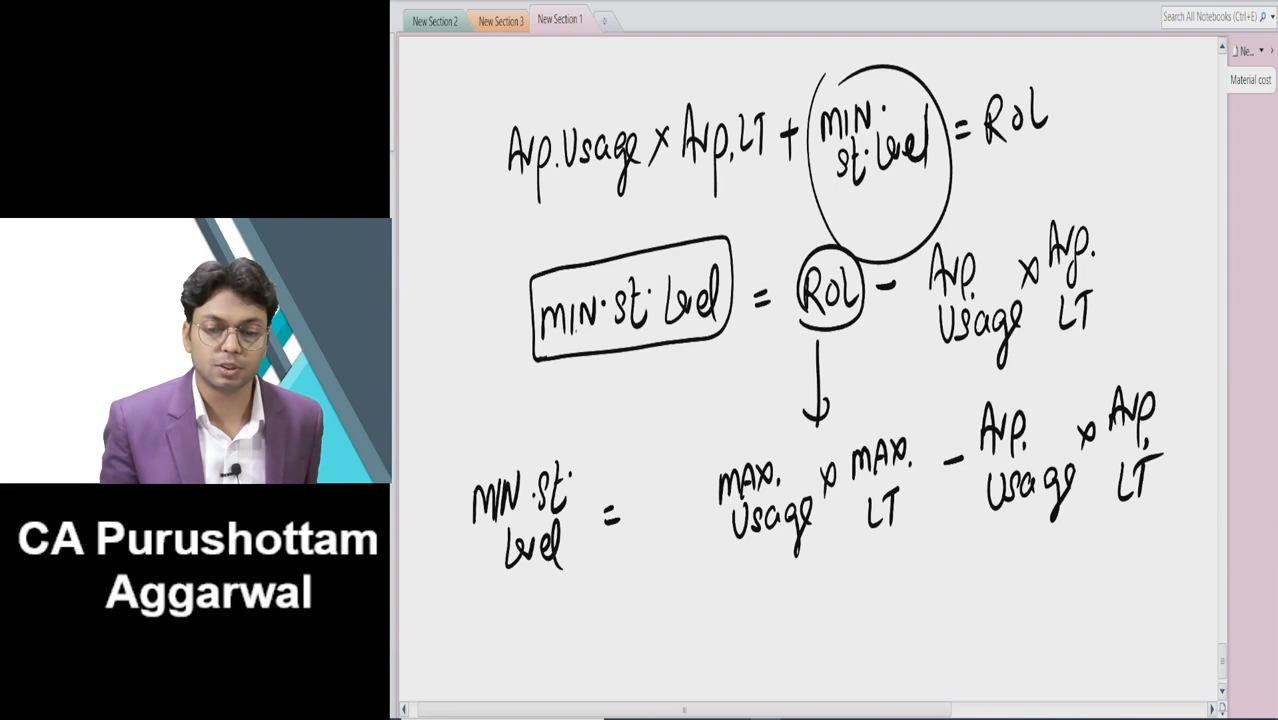 New Section 2
New Section 3
New Section 1
Search All Notebooks (Ctrl+E)
Ne...
Material cost
Avg. Usage × Avg. LT + MIN. st. level = ROL
MIN. st. level = ROL - Avg. Usage × Avg. LT
MIN. st. level = MAX. Usage × MAX. LT - Avg. Usage × Avg. LT
CA Purushottam
Aggarwal